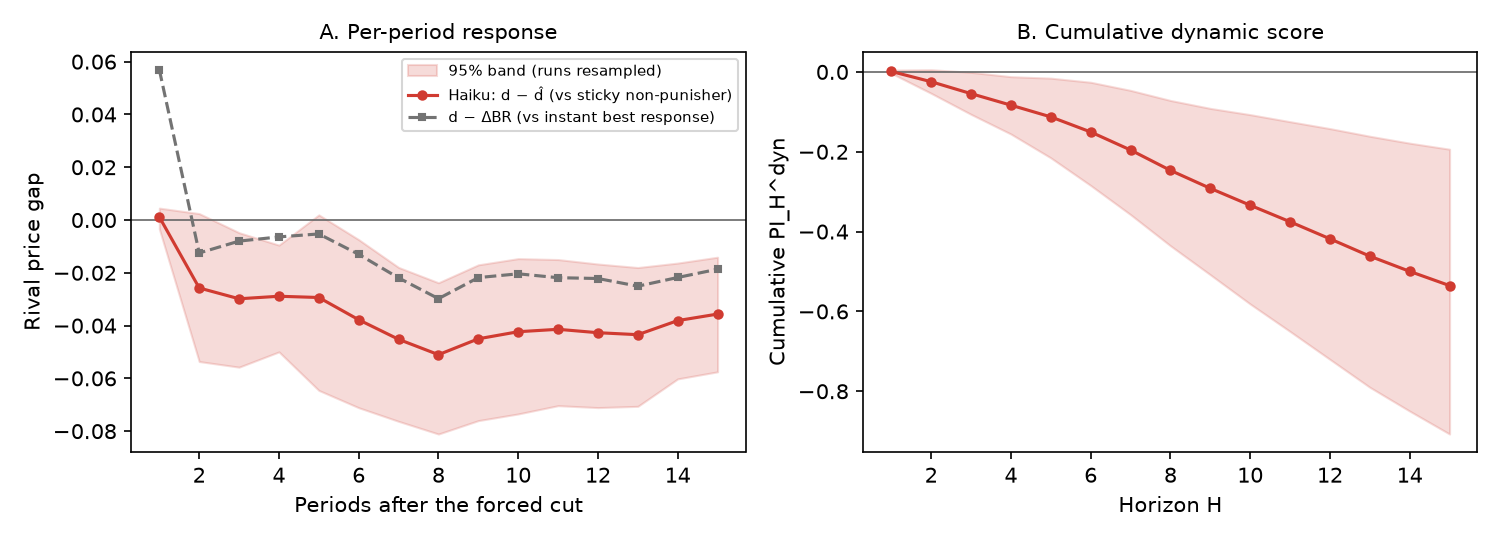 A. Per-period response
0.06
0.04
0.02
0.00
−0.02
−0.04
−0.06
−0.08
Rival price gap
95% band (runs resampled)
Haiku: d − d̂ (vs sticky non-punisher)
d − ΔBR (vs instant best response)
2 4 6 8 10 12 14
Periods after the forced cut
B. Cumulative dynamic score
0.0
−0.2
−0.4
−0.6
−0.8
Cumulative PI_H^dyn
2 4 6 8 10 12 14
Horizon H